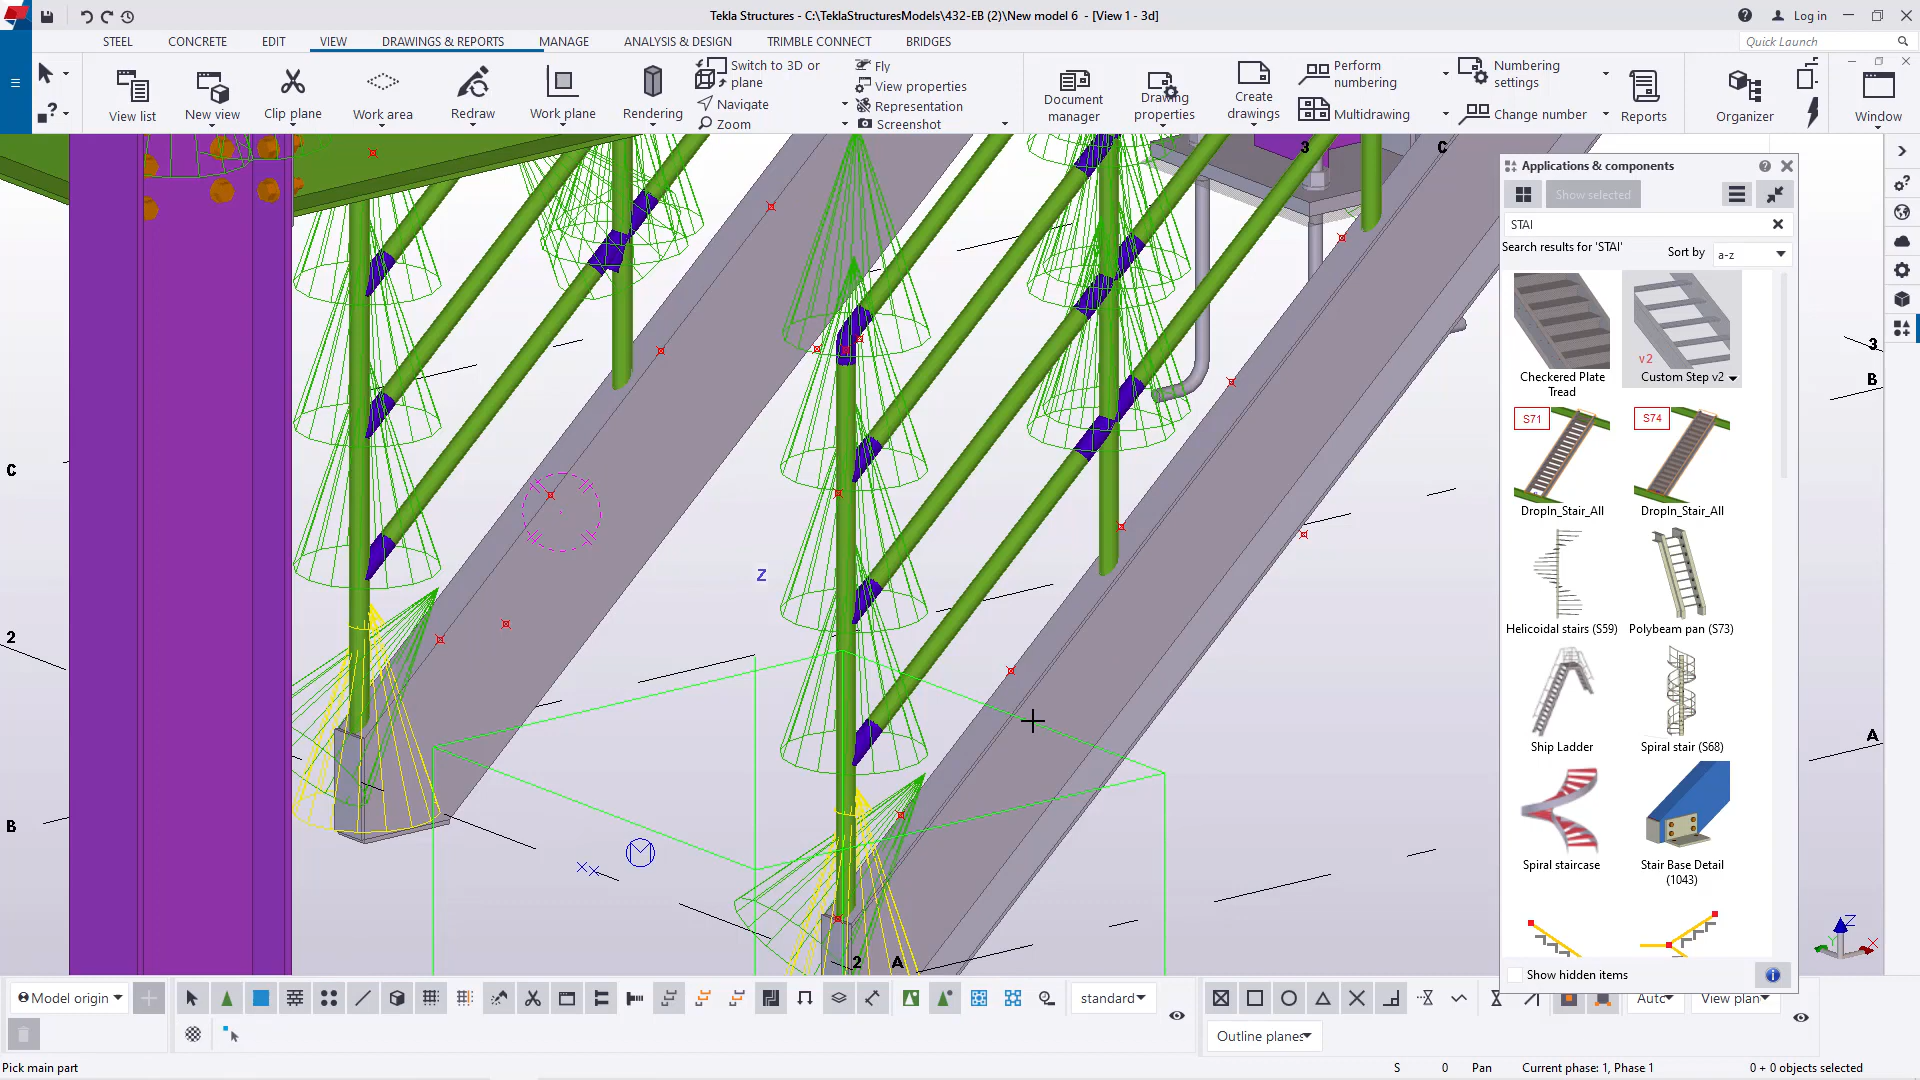 Tekla Structures - C:\TeklaStructuresModels\432-EB (2)\New model 6 - [View 1 - 3d]
Log in
STEEL
CONCRETE
EDIT
VIEW
DRAWINGS & REPORTS
MANAGE
ANALYSIS & DESIGN
TRIMBLE CONNECT
BRIDGES
Quick Launch
View list
New view
Clip plane
Work area
Redraw
Work plane
Rendering
Switch to 3D or
plane
Navigate
Zoom
Fly
View properties
Representation
Screenshot
Document
manager
Drawing
properties
Create
drawings
Perform
numbering
Multidrawing
Numbering
settings
Change number
Reports
Organizer
Window
3
C
C
2
B
Z
3
B
A
2
A
M
Applications & components
Show selected
STAI
Search results for 'STAI'
Sort by
a-z
Checkered Plate
Tread
v2
Custom Step v2
S71
DropIn_Stair_All
S74
DropIn_Stair_All
Helicoidal stairs (S59)
Polybeam pan (S73)
Ship Ladder
Spiral stair (S68)
Spiral staircase
Stair Base Detail
(1043)
Show hidden items
Z
Y
X
Model origin
standard
Auto
View plan
Outline planes
Pick main part
S
0
Pan
Current phase: 1, Phase 1
0 + 0 objects selected